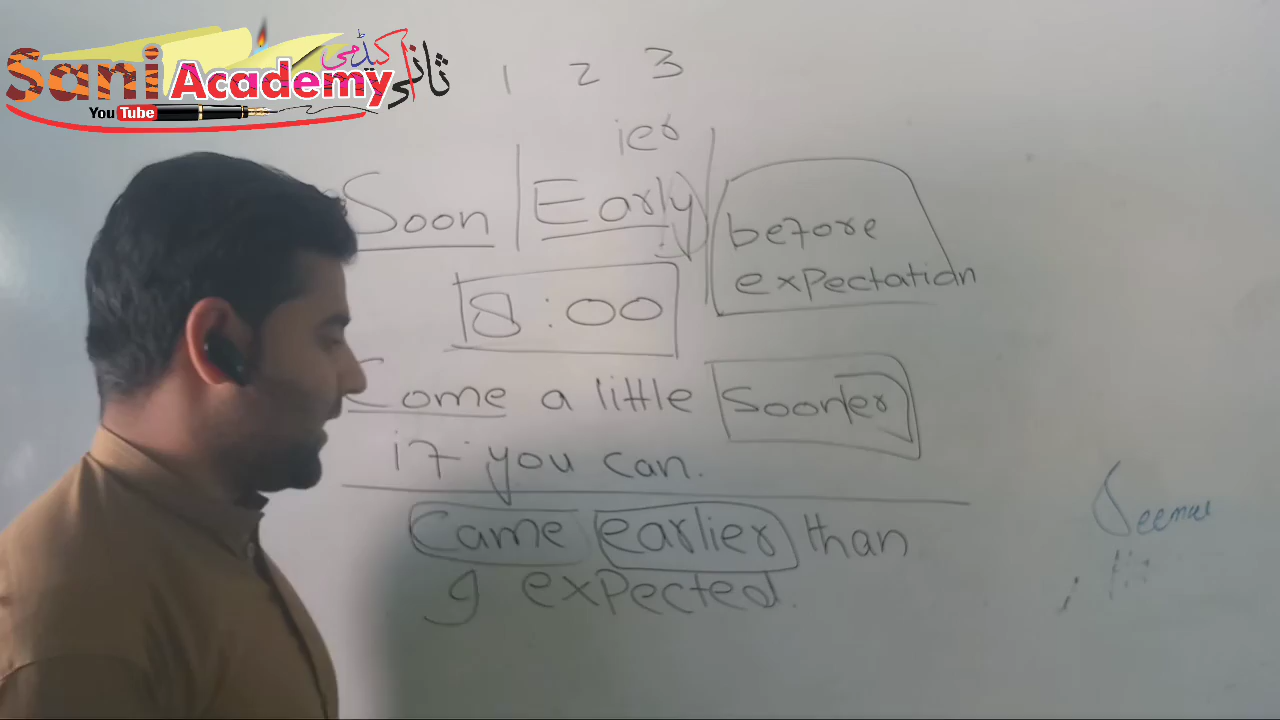 Sani Academy ثانی اکیڈمی
YouTube
1 2 3
ier
Soon Early before
y expectation
8:00
Come a little Sooner
if you can.
Came earlier than
I expected.